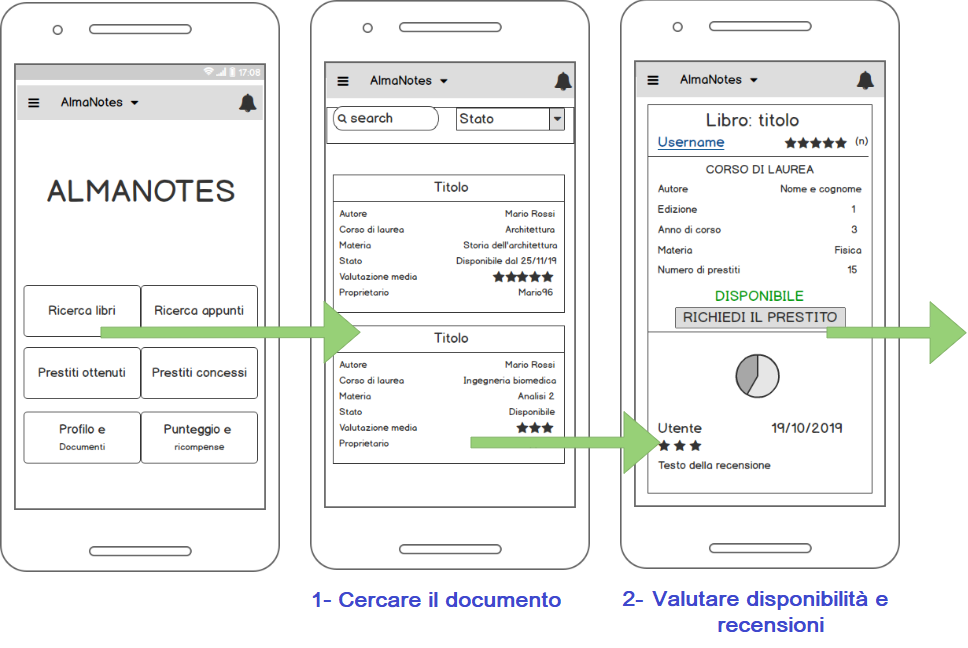 17:08
AlmaNotes
ALMANOTES
Ricerca libri
Ricerca appunti
Prestiti ottenuti
Prestiti concessi
Profilo e
Documenti
Punteggio e
ricompense
AlmaNotes
search
Stato
Titolo
Autore Mario Rossi
Corso di laurea Architettura
Materia Storia dell'architettura
Stato Disponibile dal 25/11/19
Valutazione media ★★★★★
Proprietario Mario96
Titolo
Autore Mario Rossi
Corso di laurea Ingegneria biomedica
Materia Analisi 2
Stato Disponibile
Valutazione media ★★★
Proprietario
1- Cercare il documento
AlmaNotes
Libro: titolo
Username ★★★★★ (n)
CORSO DI LAUREA
Autore Nome e cognome
Edizione 1
Anno di corso 3
Materia Fisica
Numero di prestiti 15
DISPONIBILE
RICHIEDI IL PRESTITO
Utente 19/10/2019
★★★
Testo della recensione
2- Valutare disponibilità e
recensioni